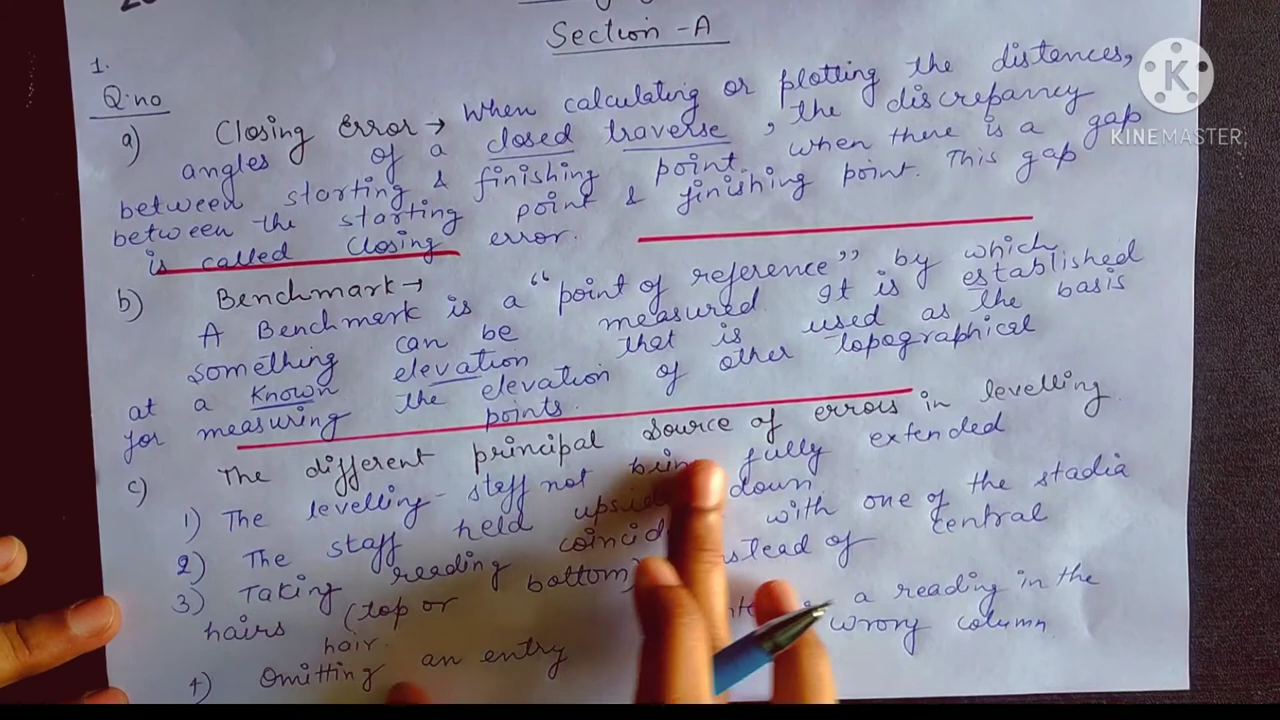 Section -A
1.
Q.no
a) Closing Error → When calculating or plotting the distances,
angles of a closed traverse, the discrepancy
between starting & finishing point. when there is a gap
between the starting point & finishing point. This gap
is called Closing error.
b) Benchmark →
A Benchmark is a "point of reference" by which
something can be measured. It is established
at a known elevation that is used as the basis
for measuring the elevation of other topographical
points.
c) The different principal source of errors in levelling
1) The levelling-staff not being fully extended
2) The staff held upside down
3) Taking reading with one of the stadia
hairs (top or bottom) instead of central
hair.
4) Omitting an entry a reading in the
wrong column
KINEMASTER